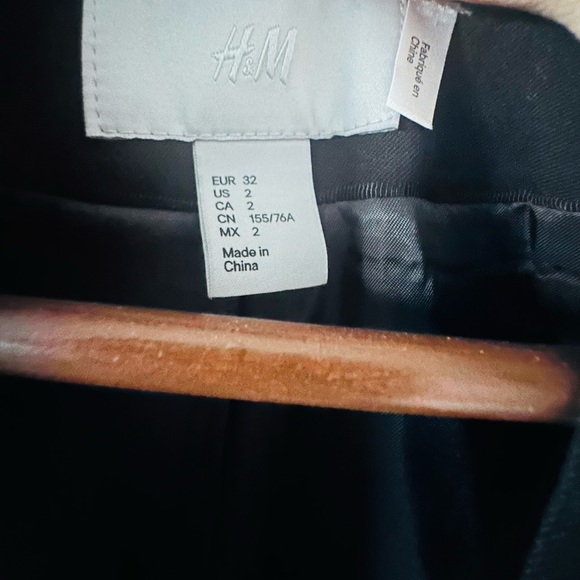 H&M
Fabriqué en
Chine
EUR 32
US 2
CA 2
CN 155/76A
MX 2
Made in
China